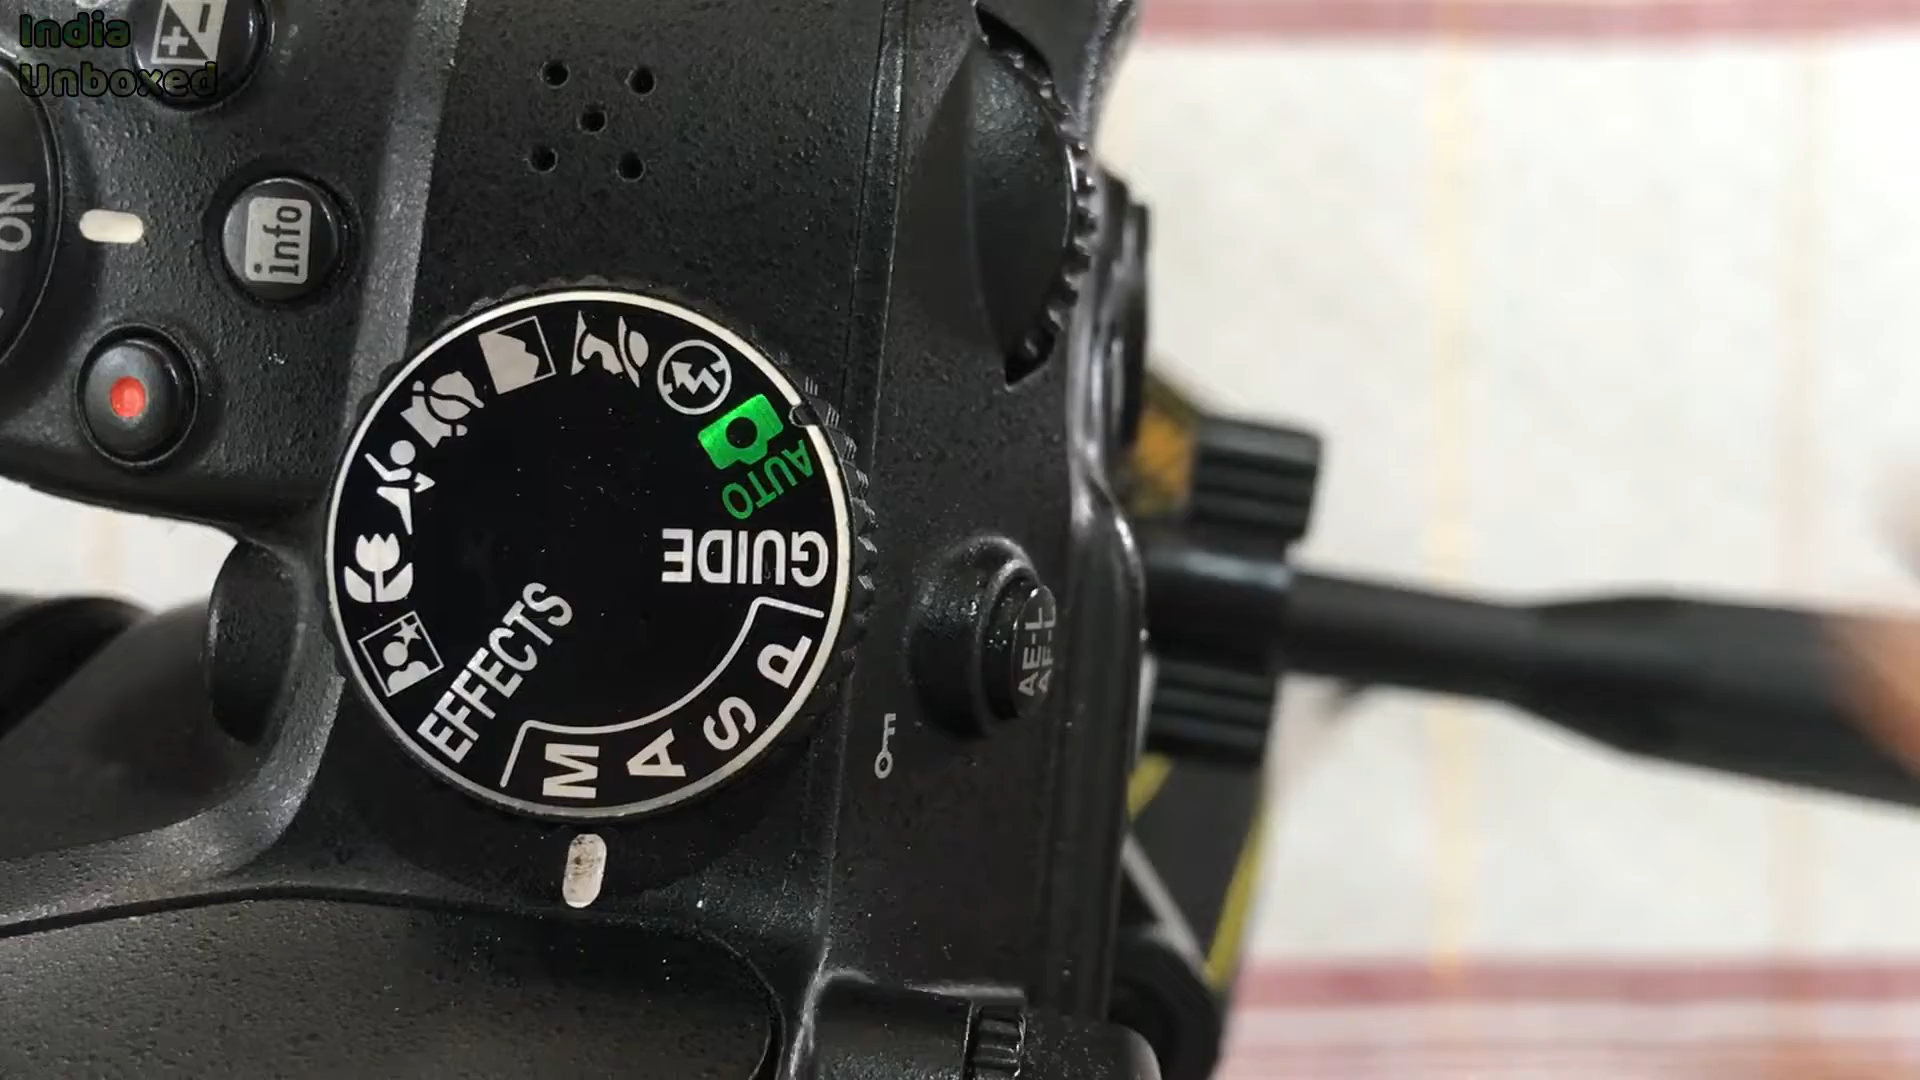 India
Unboxed
+Z
ON
info
AUTO
GUIDE
EFFECTS
P
S
A
M
AE-L
AF-L